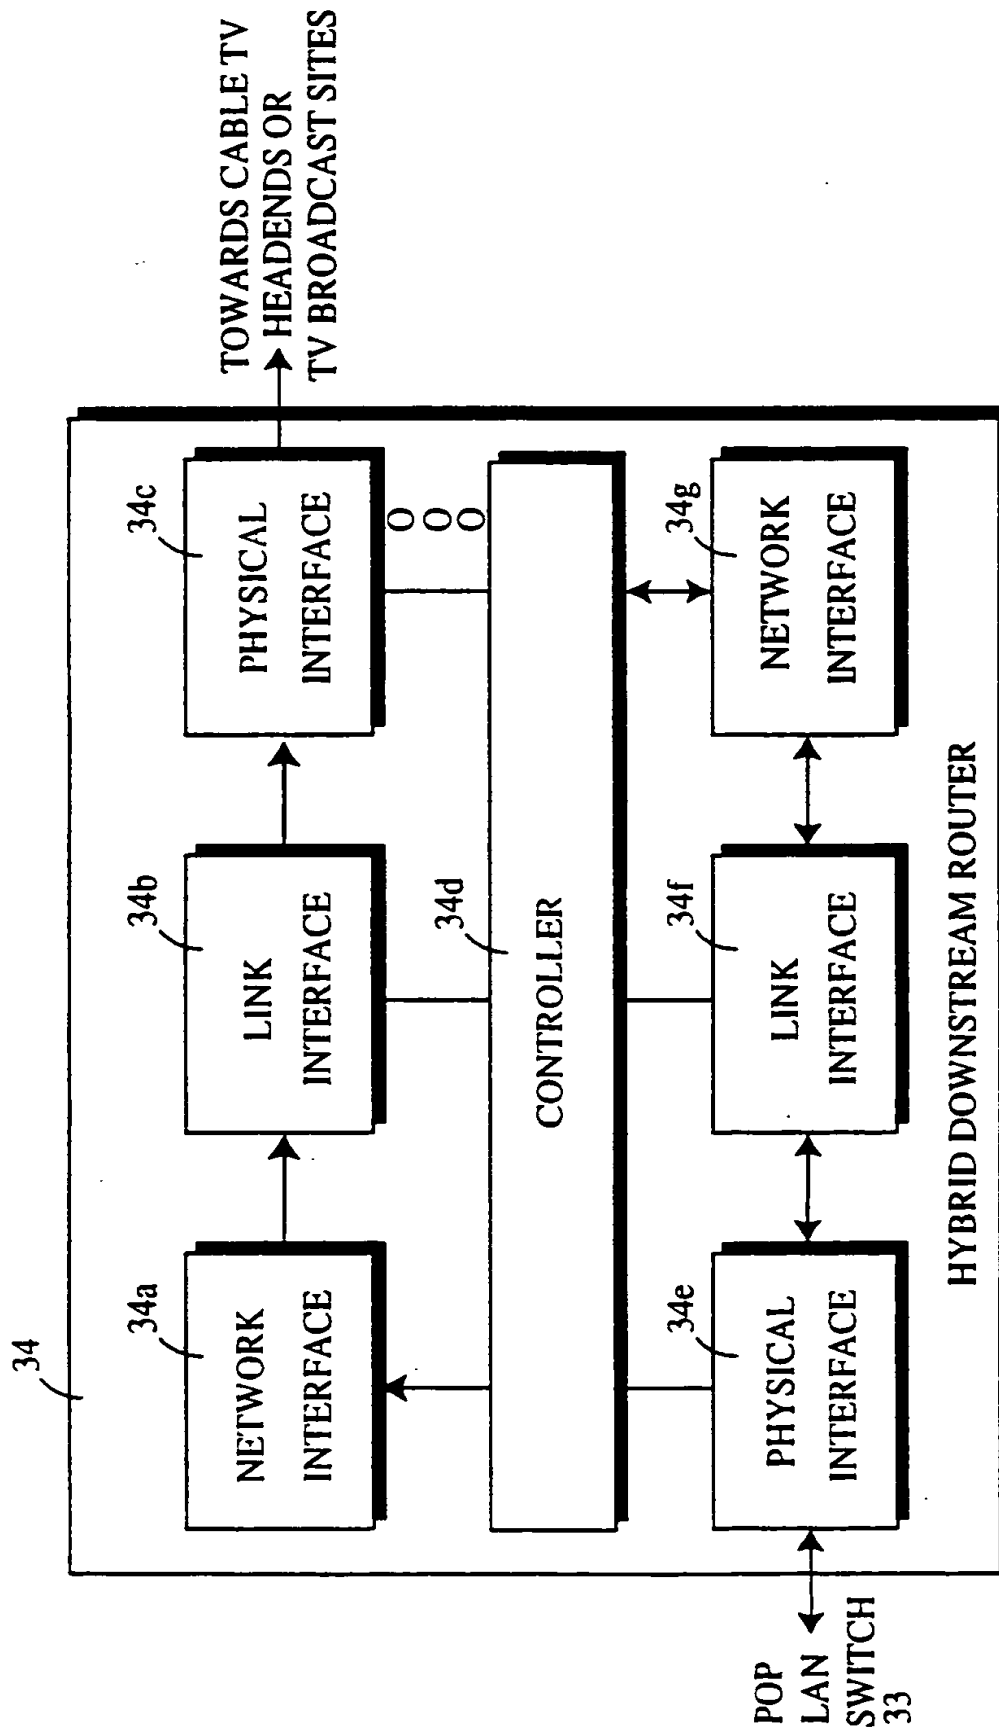 34
34a
NETWORK
INTERFACE
34b
LINK
INTERFACE
34c
PHYSICAL
INTERFACE
TOWARDS CABLE TV
HEADENDS OR
TV BROADCAST SITES
O O O
34d
CONTROLLER
34e
PHYSICAL
INTERFACE
34f
LINK
INTERFACE
34g
NETWORK
INTERFACE
POP
LAN
SWITCH
33
HYBRID DOWNSTREAM ROUTER